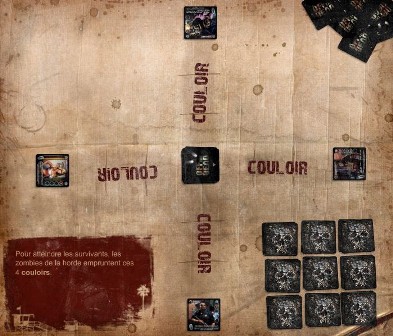 COULOIR
COULOIR
COULOIR
COULOIR
Pour atteindre les survivants, les
zombies de la horde empruntent ces
4 couloirs.